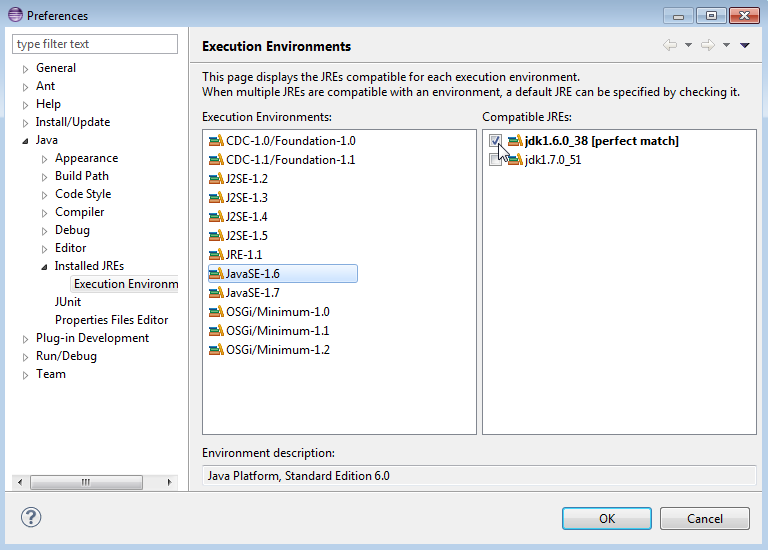 Preferences
type filter text
General
Ant
Help
Install/Update
Java
Appearance
Build Path
Code Style
Compiler
Debug
Editor
Installed JREs
Execution Environm
JUnit
Properties Files Editor
Plug-in Development
Run/Debug
Team
Execution Environments
This page displays the JREs compatible for each execution environment.
When multiple JREs are compatible with an environment, a default JRE can be specified by checking it.
Execution Environments:
CDC-1.0/Foundation-1.0
CDC-1.1/Foundation-1.1
J2SE-1.2
J2SE-1.3
J2SE-1.4
J2SE-1.5
JRE-1.1
JavaSE-1.6
JavaSE-1.7
OSGi/Minimum-1.0
OSGi/Minimum-1.1
OSGi/Minimum-1.2
Compatible JREs:
jdk1.6.0_38 [perfect match]
jdk1.7.0_51
Environment description:
Java Platform, Standard Edition 6.0
OK
Cancel